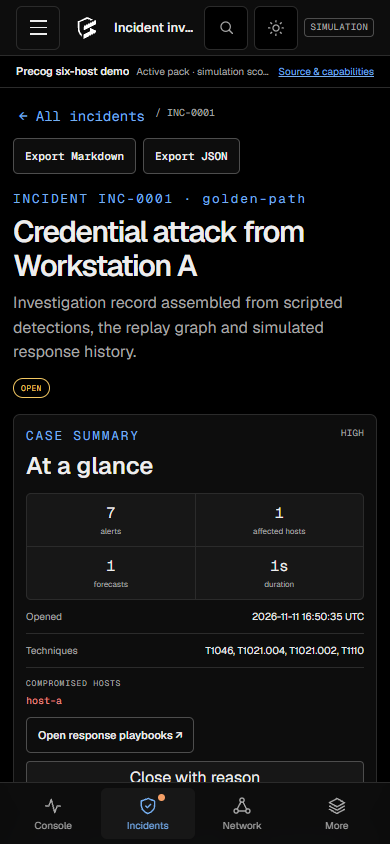 Incident inv...
SIMULATION
Precog six-host demo Active pack · simulation sco... Source & capabilities
← All incidents / INC-0001
Export Markdown Export JSON
INCIDENT INC-0001 · golden-path
Credential attack from
Workstation A
Investigation record assembled from scripted
detections, the replay graph and simulated
response history.
OPEN
CASE SUMMARY HIGH
At a glance
7 1
alerts affected hosts
1 1s
forecasts duration
Opened 2026-11-11 16:50:35 UTC
Techniques T1046, T1021.004, T1021.002, T1110
COMPROMISED HOSTS
host-a
Open response playbooks ↗
Close with reason
Console Incidents Network More